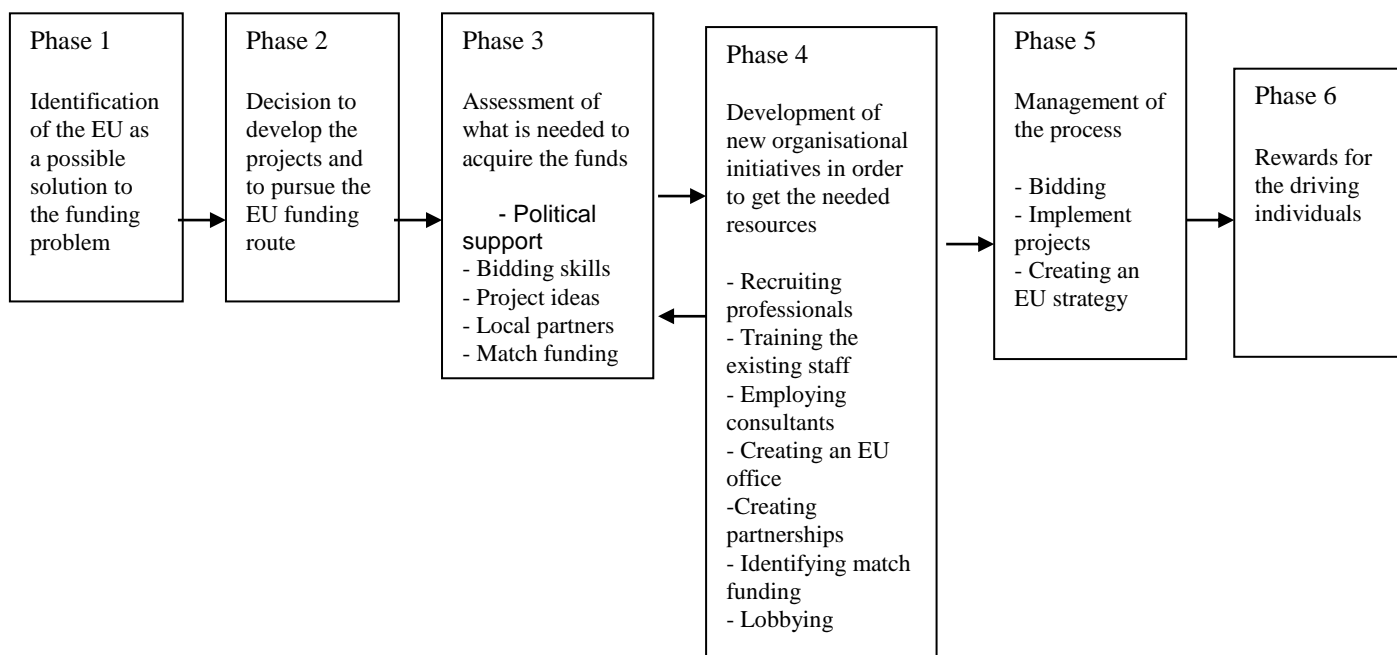 Phase 1
Identification
of the EU as
a possible
solution to
the funding
problem
Phase 2
Decision to
develop the
projects and
to pursue the
EU funding
route
Phase 3
Assessment of
what is needed to
acquire the funds
- Political
support
- Bidding skills
- Project ideas
- Local partners
- Match funding
Phase 4
Development of
new organisational
initiatives in order
to get the needed
resources
- Recruiting
professionals
- Training the
existing staff
- Employing
consultants
- Creating an EU
office
-Creating
partnerships
- Identifying match
funding
- Lobbying
Phase 5
Management of
the process
- Bidding
- Implement
projects
- Creating an
EU strategy
Phase 6
Rewards for
the driving
individuals